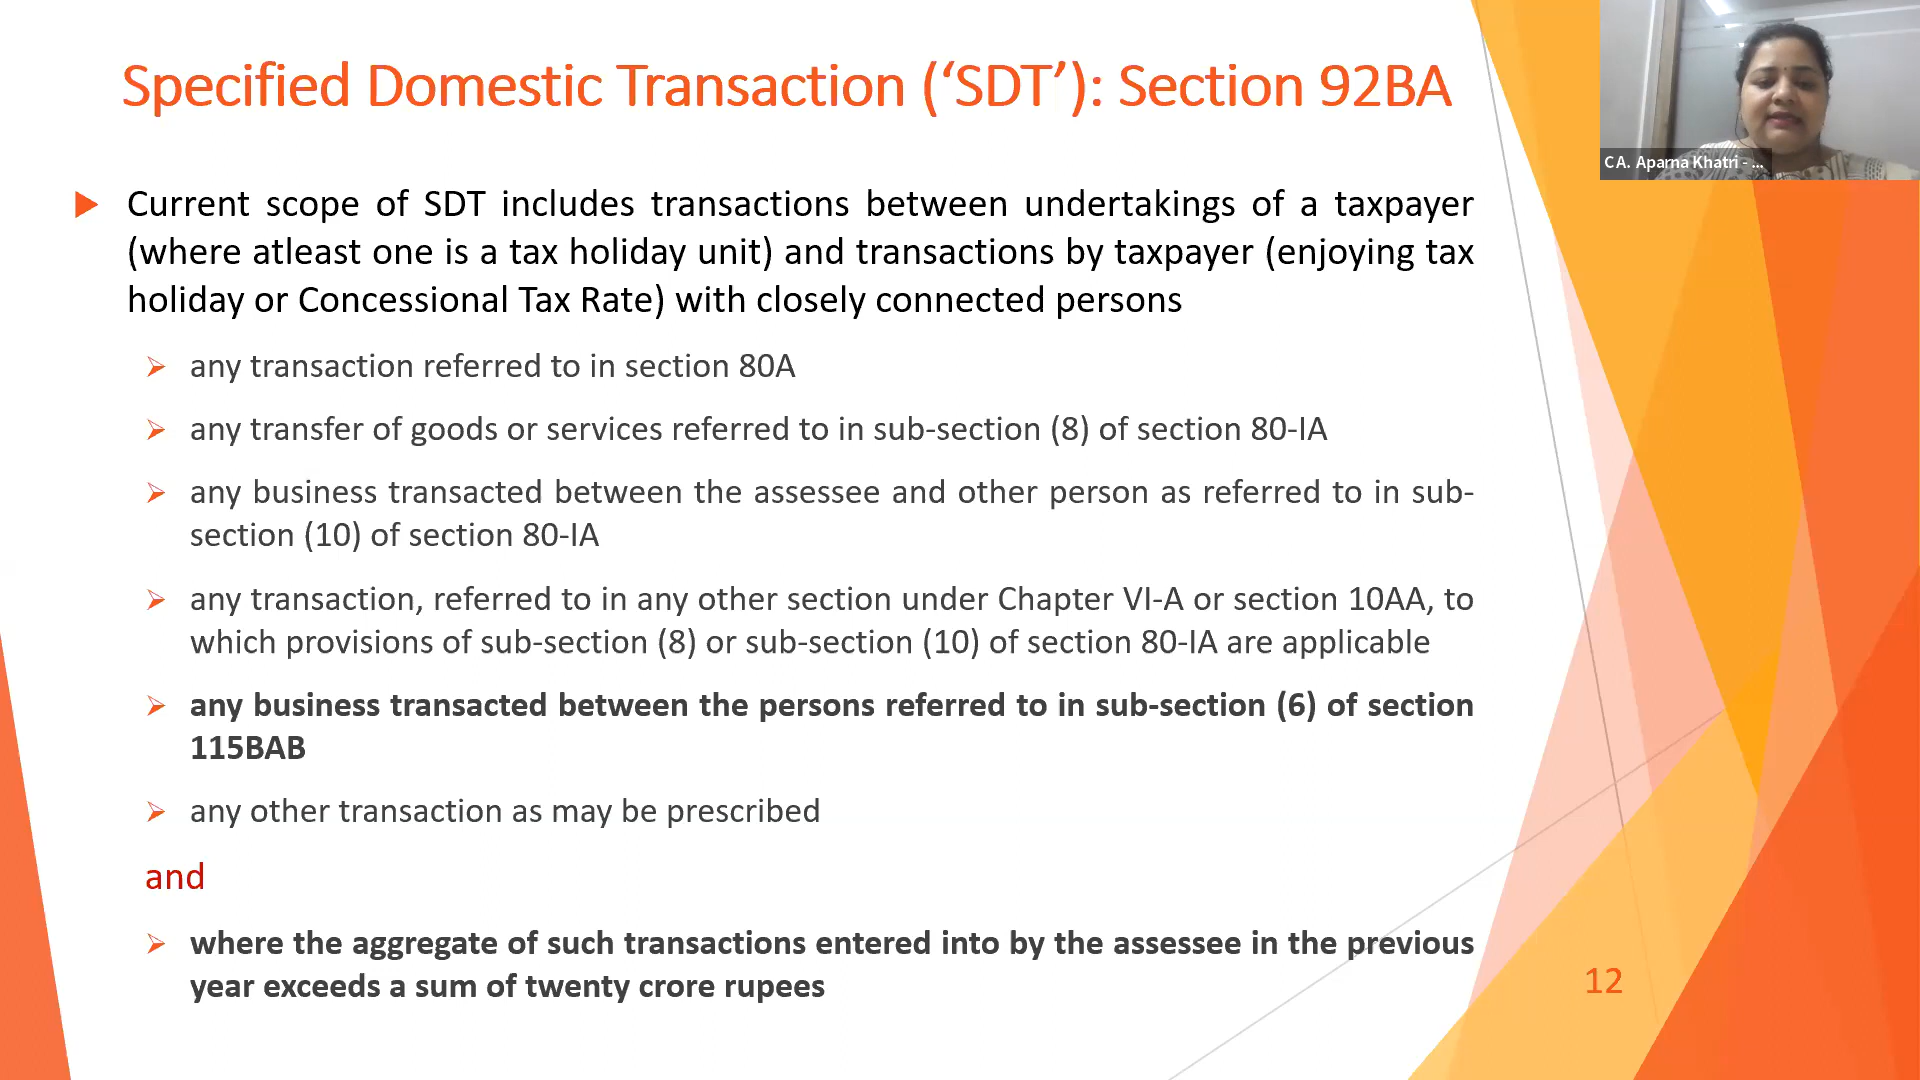 Specified Domestic Transaction (‘SDT’): Section 92BA
CA. Aparna Khatri - ...
Current scope of SDT includes transactions between undertakings of a taxpayer
(where atleast one is a tax holiday unit) and transactions by taxpayer (enjoying tax
holiday or Concessional Tax Rate) with closely connected persons
any transaction referred to in section 80A
any transfer of goods or services referred to in sub-section (8) of section 80-IA
any business transacted between the assessee and other person as referred to in sub-
section (10) of section 80-IA
any transaction, referred to in any other section under Chapter VI-A or section 10AA, to
which provisions of sub-section (8) or sub-section (10) of section 80-IA are applicable
any business transacted between the persons referred to in sub-section (6) of section
115BAB
any other transaction as may be prescribed
and
where the aggregate of such transactions entered into by the assessee in the previous
year exceeds a sum of twenty crore rupees
12